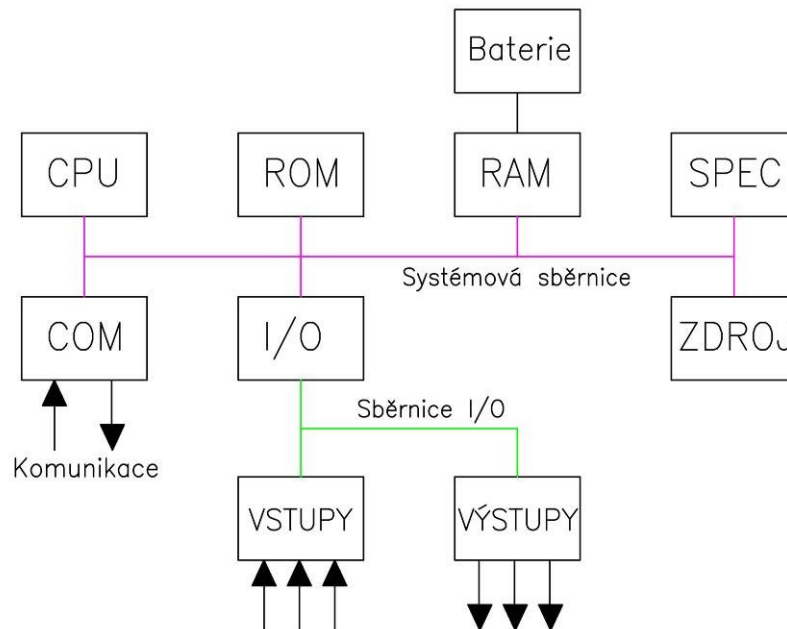 Baterie
CPU
ROM
RAM
SPEC
Systémová sběrnice
COM
I/O
ZDROJ
Sběrnice I/O
Komunikace
VSTUPY
VÝSTUPY